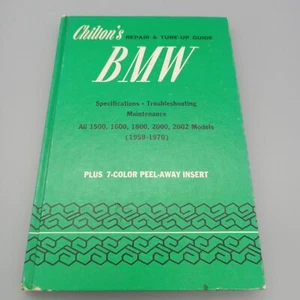 Chilton's REPAIR & TUNE-UP GUIDE
BMW
Specifications • Troubleshooting
Maintenance
All 1500, 1600, 1800, 2000, 2002 Models
(1959-1970)
PLUS 7-COLOR PEEL-AWAY INSERT